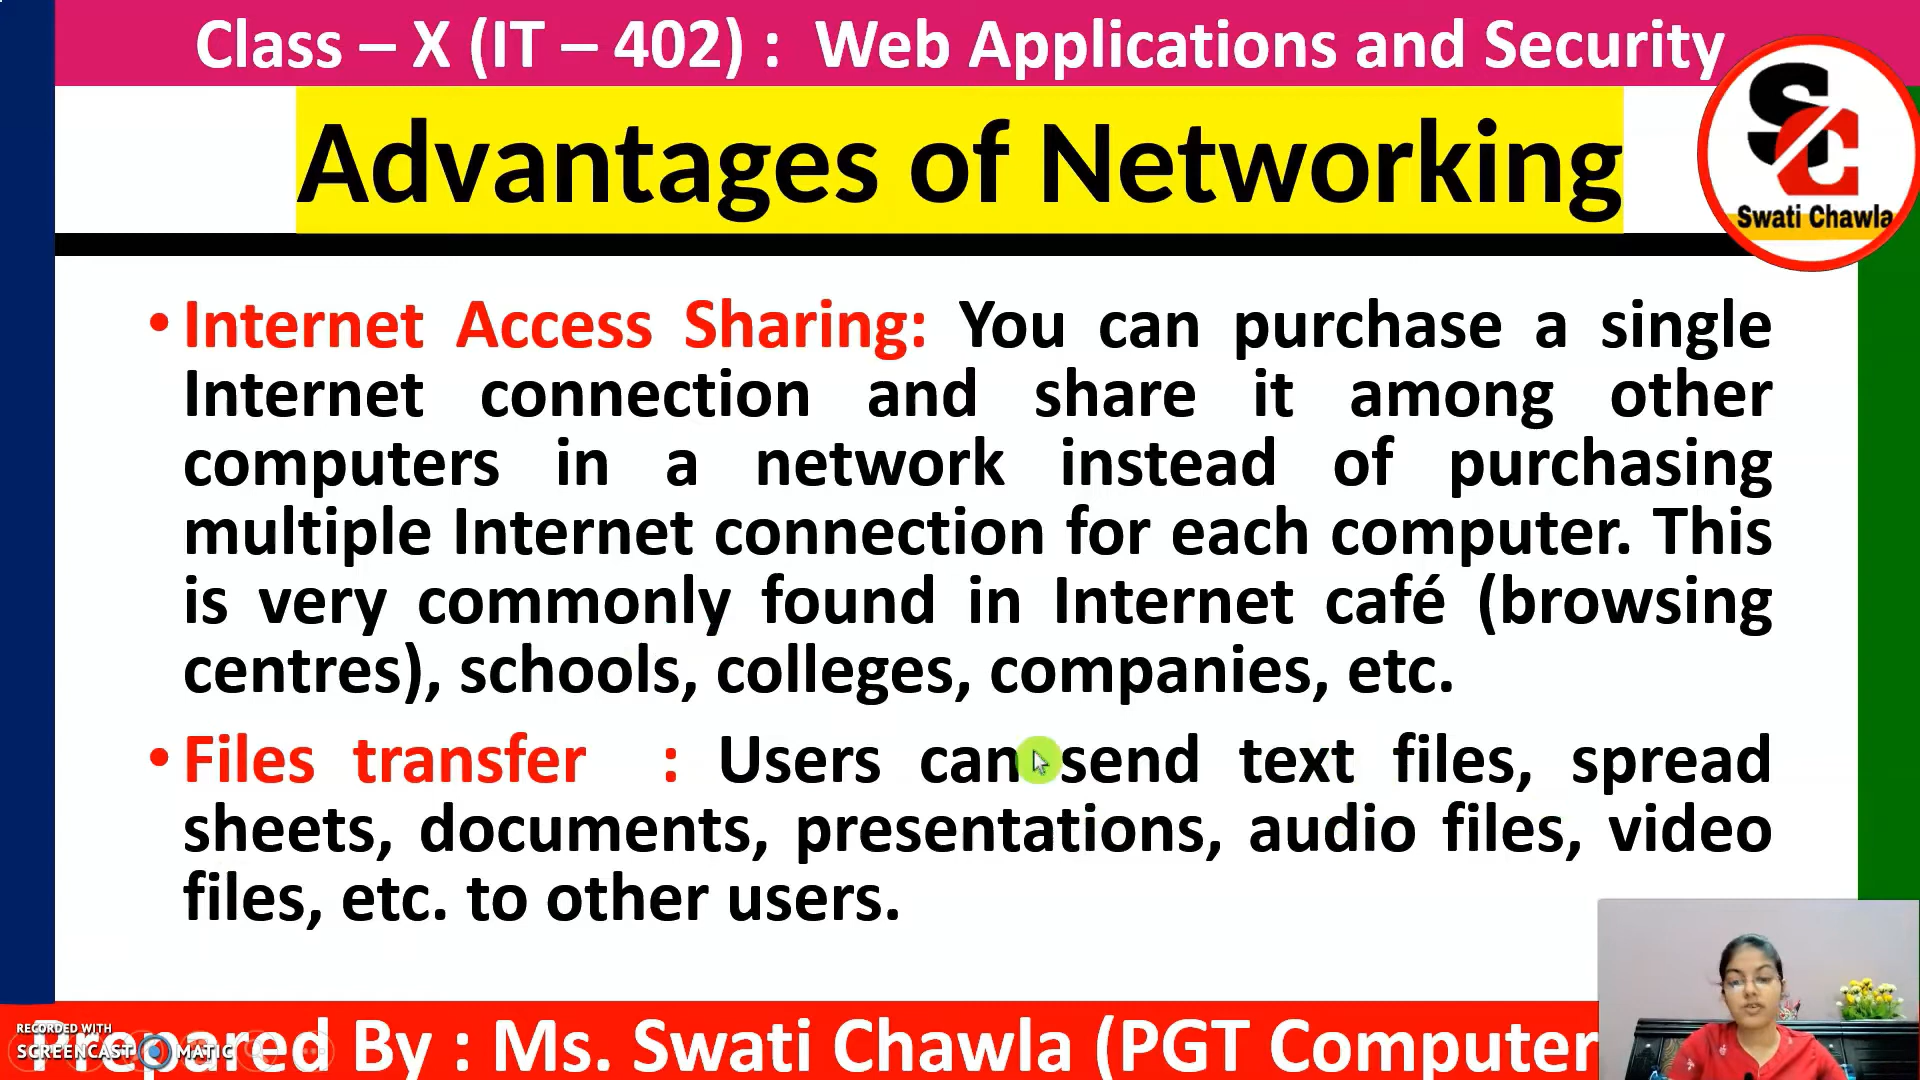 Class – X (IT – 402) : Web Applications and Security
Advantages of Networking
SC
Swati Chawla
• Internet Access Sharing: You can purchase a single
Internet connection and share it among other
computers in a network instead of purchasing
multiple Internet connection for each computer. This
is very commonly found in Internet café (browsing
centres), schools, colleges, companies, etc.
• Files transfer : Users can send text files, spread
sheets, documents, presentations, audio files, video
files, etc. to other users.
Prepared By : Ms. Swati Chawla (PGT Computer
RECORDED WITH
SCREENCAST MATIC